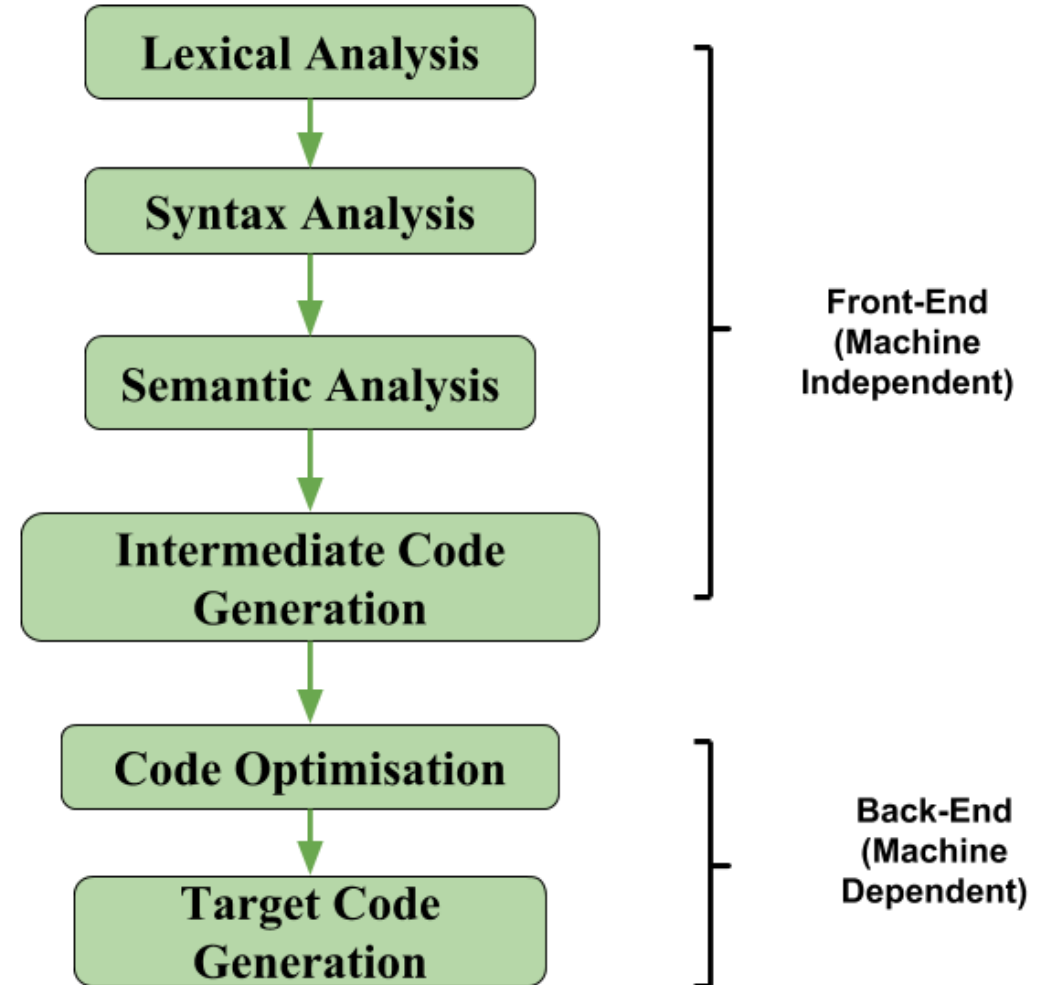 Lexical Analysis
Syntax Analysis
Semantic Analysis
Intermediate Code
Generation
Code Optimisation
Target Code
Generation
Front-End
(Machine
Independent)
Back-End
(Machine
Dependent)